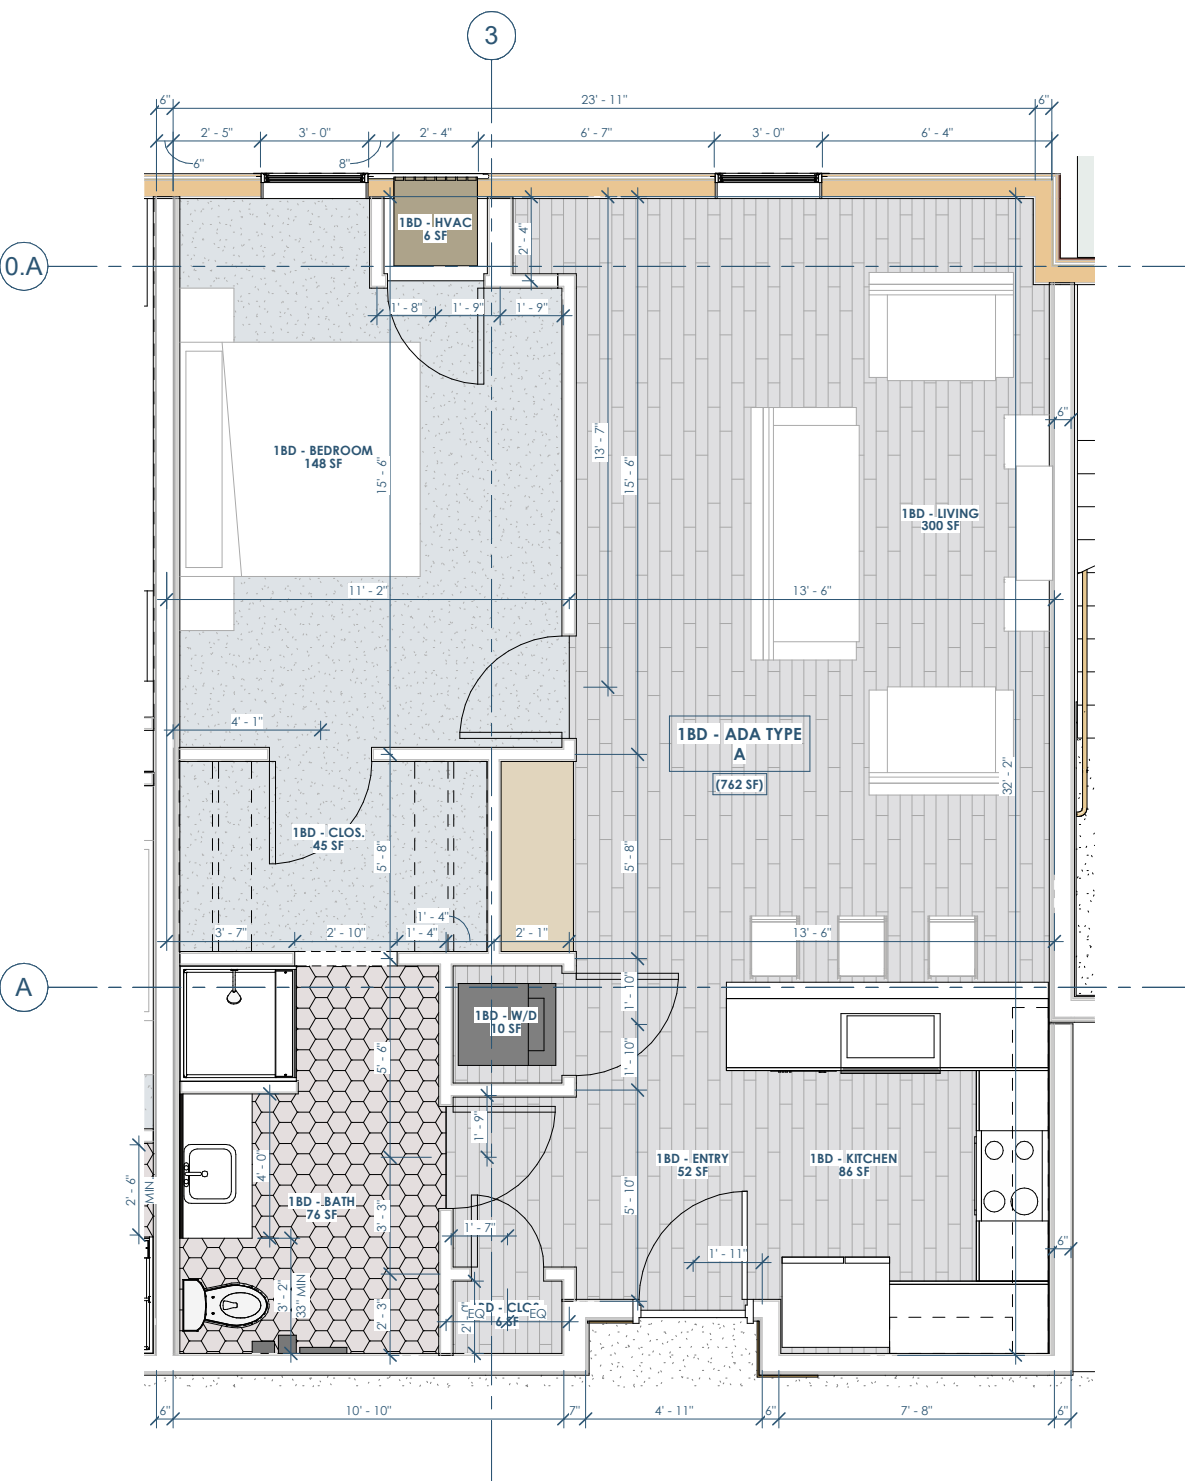 3
6"
23' - 11"
6"
2' - 5"
3' - 0"
2' - 4"
6' - 7"
3' - 0"
6' - 4"
6"
8"
1BD - HVAC
6 SF
2' - 4"
0.A
1' - 8"
1' - 9"
1' - 9"
6"
13' - 7"
1BD - BEDROOM
148 SF
15' - 6"
15' - 6"
1BD - LIVING
300 SF
11' - 2"
13' - 6"
4' - 1"
1BD - ADA TYPE
A
(762 SF)
32' - 2"
1BD - CLOS.
45 SF
5' - 8"
5' - 8"
1' - 4"
3' - 7"
2' - 10"
1' - 4"
2' - 1"
13' - 6"
A
1' - 10"
1BD - W/D
10 SF
5' - 6"
1' - 10"
1' - 9"
4' - 0"
1BD - ENTRY
52 SF
1BD - KITCHEN
86 SF
2' - 6"
MIN
1BD - BATH
76 SF
3' - 3"
5' - 10"
1' - 7"
1' - 11"
6"
3' - 2"
33" MIN
2' - 3"
EQ
EQ
6 SF
6"
10' - 10"
7"
4' - 11"
6"
7' - 8"
6"